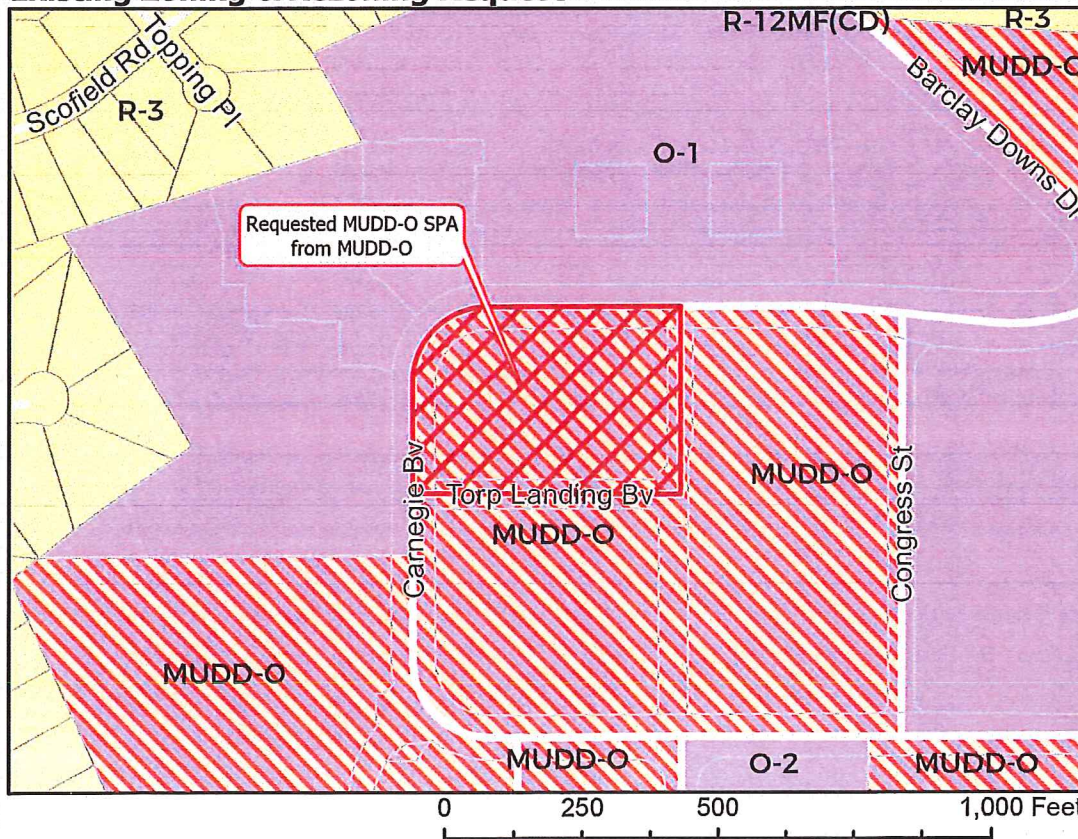 R-12MF(CD)
R-3
MUDD-O
Scofield Rd
Topping Pl
R-3
Barclay Downs Dr
O-1
Requested MUDD-O SPA
from MUDD-O
MUDD-O
Carnegie Bv
Torp Landing Bv
MUDD-O
Congress St
MUDD-O
MUDD-O
O-2
MUDD-O
0 250 500 1,000 Feet